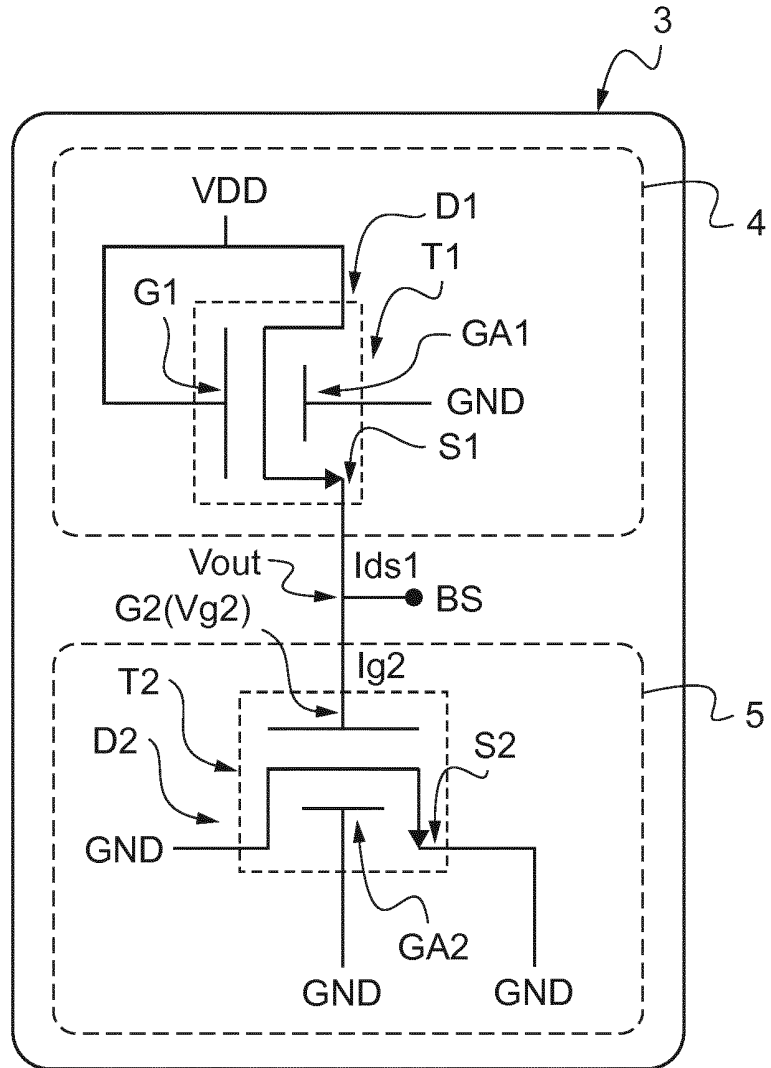 3
VDD
D1
4
T1
G1
GA1
GND
S1
Vout
Ids1
BS
G2(Vg2)
Ig2
T2
5
D2
S2
GND
GA2
GND
GND